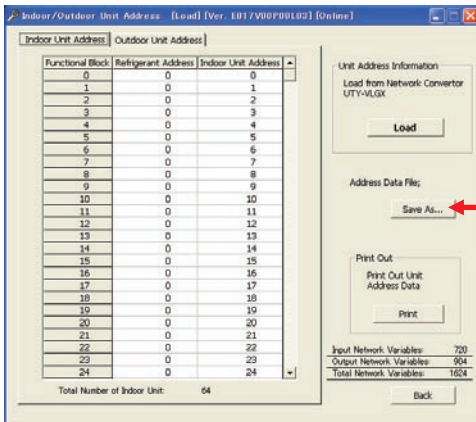 Indoor/Outdoor Unit Address [Load] [Ver. E017V00P00L03] [Online]
Indoor Unit Address Outdoor Unit Address
Functional Block Refrigerant Address Indoor Unit Address
0 0 0
1 0 1
2 0 2
3 0 3
4 0 4
5 0 5
6 0 6
7 0 7
8 0 8
9 0 9
10 0 10
11 0 11
12 0 12
13 0 13
14 0 14
15 0 15
16 0 16
17 0 17
18 0 18
19 0 19
20 0 20
21 0 21
22 0 22
23 0 23
24 0 24
Total Number of Indoor Unit: 64
Unit Address Information
Load from Network Convertor
UTY-VLGX
Load
Address Data File;
Save As...
Print Out
Print Out Unit
Address Data
Print
Input Network Variables: 720
Output Network Variables: 904
Total Network Variables: 1624
Back